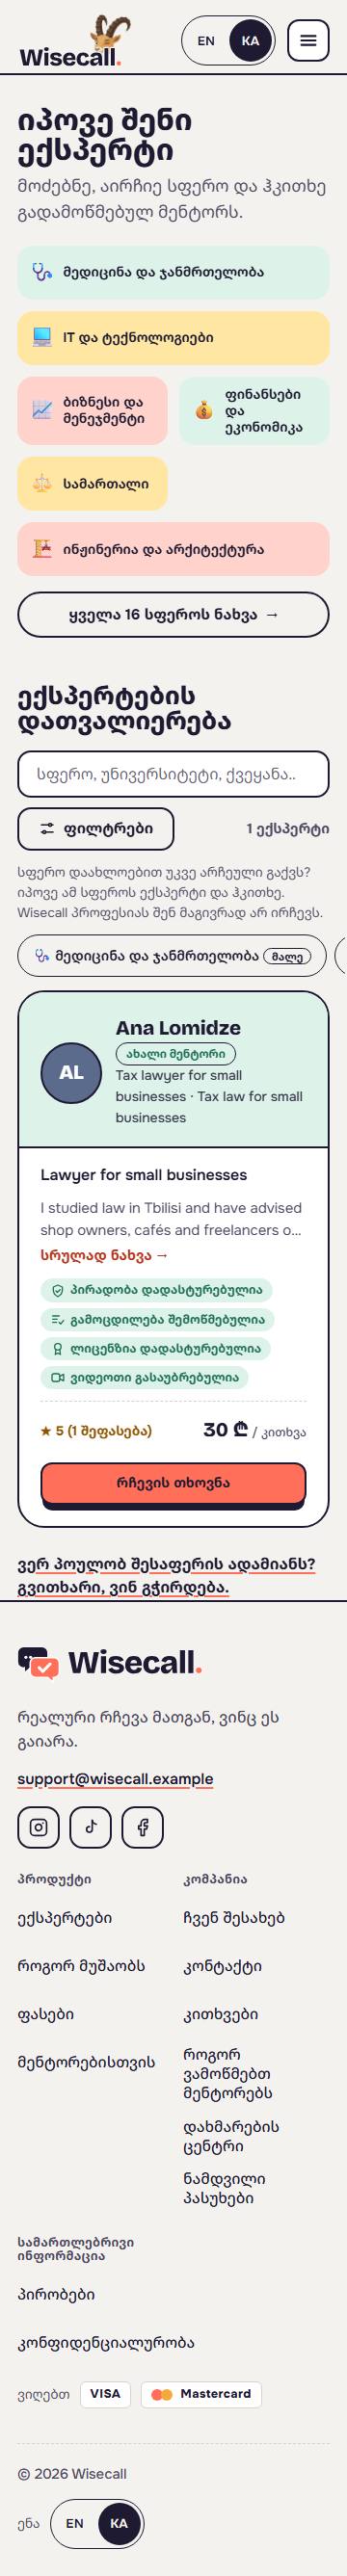 Wisecall.
EN KA
იპოვე შენი
ექსპერტი
მოძებნე, აირჩიე სფერო და ჰკითხე
გადამოწმებულ მენტორს.
მედიცინა და ჯანმრთელობა
IT და ტექნოლოგიები
ბიზნესი და
მენეჯმენტი
ფინანსები
და
ეკონომიკა
სამართალი
ინჟინერია და არქიტექტურა
ყველა 16 სფეროს ნახვა →
ექსპერტების
დათვალიერება
სფერო, უნივერსიტეტი, ქვეყანა..
ფილტრები
1 ექსპერტი
სფერო დაახლოებით უკვე არჩეული გაქვს?
იპოვე ამ სფეროს ექსპერტი და ჰკითხე.
Wisecall პროფესიას შენ მაგივრად არ ირჩევს.
მედიცინა და ჯანმრთელობა მალე
AL
Ana Lomidze
ახალი მენტორი
Tax lawyer for small
businesses · Tax law for small
businesses
Lawyer for small businesses
I studied law in Tbilisi and have advised
shop owners, cafés and freelancers o...
სრულად ნახვა →
პირადობა დადასტურებულია
გამოცდილება შემოწმებულია
ლიცენზია დადასტურებულია
ვიდეოთი გასაუბრებულია
★ 5 (1 შეფასება)
30 ₾ / კითხვა
რჩევის თხოვნა
ვერ პოულობ შესაფერის ადამიანს?
გვითხარი, ვინ გჭირდება.
Wisecall.
რეალური რჩევა მათგან, ვინც ეს
გაიარა.
support@wisecall.example
პროდუქტი
ექსპერტები
როგორ მუშაობს
ფასები
მენტორებისთვის
კომპანია
ჩვენ შესახებ
კონტაქტი
კითხვები
როგორ
ვამოწმებთ
მენტორებს
დახმარების
ცენტრი
ნამდვილი
პასუხები
სამართლებრივი
ინფორმაცია
პირობები
კონფიდენციალურობა
ვიღებთ VISA Mastercard
© 2026 Wisecall
ენა EN KA